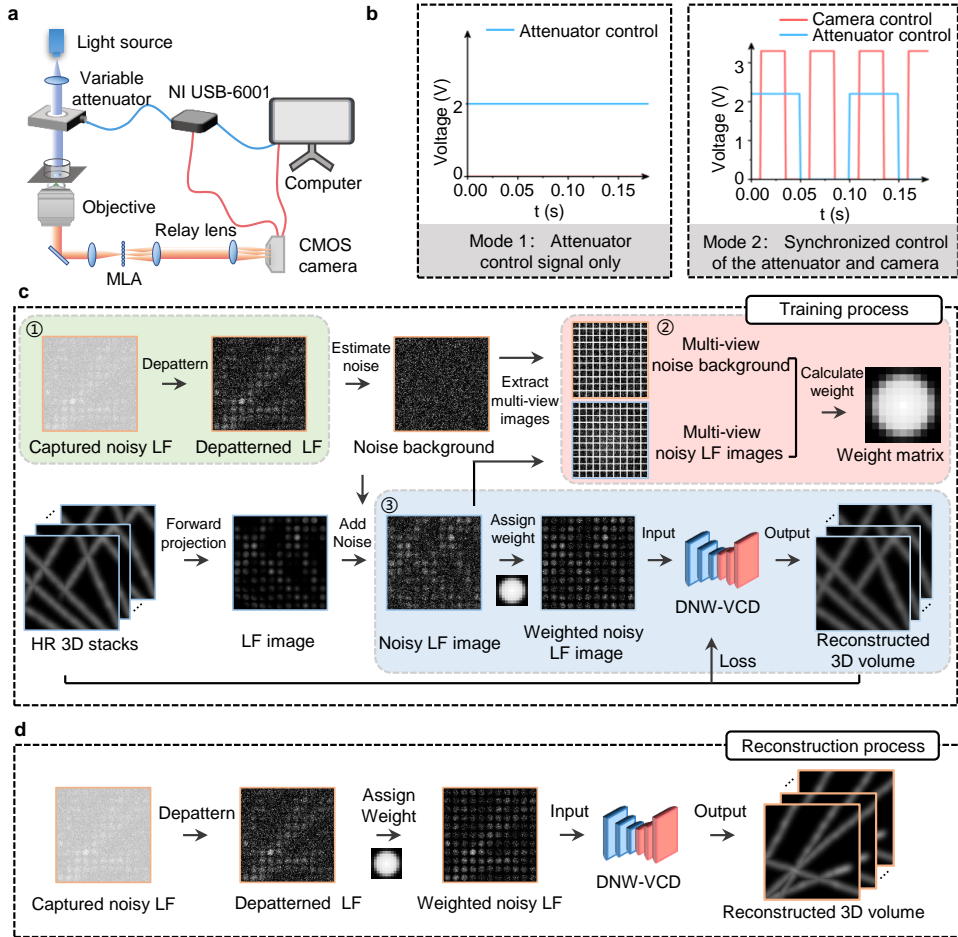 a
Light source
Variable
attenuator
NI USB-6001
Computer
Objective
Relay lens
MLA
CMOS
camera
b
Attenuator control
Voltage (V)
2
0
0.00 0.05 0.10 0.15
t (s)
Mode 1: Attenuator
control signal only
Camera control
Attenuator control
Voltage (V)
3
2
1
0
0.00 0.05 0.10 0.15
t (s)
Mode 2: Synchronized control
of the attenuator and camera
c
Training process
①
Captured noisy LF
Depattern
Depatterned LF
Estimate
noise
Noise background
Extract
multi-view
images
②
Multi-view
noise background
Multi-view
noisy LF images
Calculate
weight
Weight matrix
HR 3D stacks
Forward
projection
LF image
Add
Noise
③
Noisy LF image
Assign
weight
Weighted noisy
LF image
Input
DNW-VCD
Output
Reconstructed
3D volume
Loss
d
Reconstruction process
Captured noisy LF
Depattern
Depatterned LF
Assign
Weight
Weighted noisy LF
Input
DNW-VCD
Output
Reconstructed 3D volume